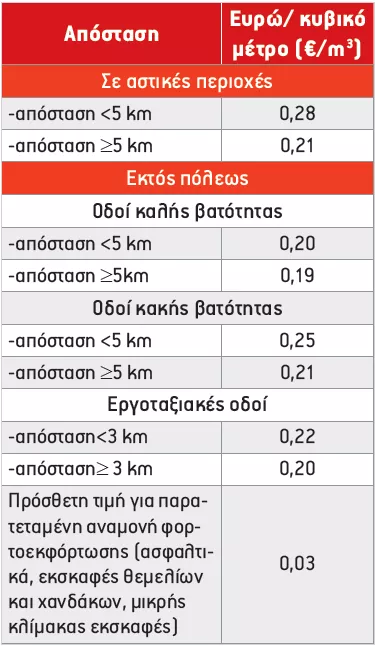 Απόσταση
Ευρώ/ κυβικό
μέτρο (€/m³)
Σε αστικές περιοχές
-απόσταση <5 km 0,28
-απόσταση ≥5 km 0,21
Εκτός πόλεως
Οδοί καλής βατότητας
-απόσταση <5 km 0,20
-απόσταση ≥5km 0,19
Οδοί κακής βατότητας
-απόσταση <5 km 0,25
-απόσταση ≥5 km 0,21
Εργοταξιακές οδοί
-απόσταση<3 km 0,22
-απόσταση≥ 3 km 0,20
Πρόσθετη τιμή για παρα-
τεταμένη αναμονή φορ-
τοεκφόρτωσης (ασφαλτι-
κά, εκσκαφές θεμελίων
και χανδάκων, μικρής
κλίμακας εκσκαφές)
0,03